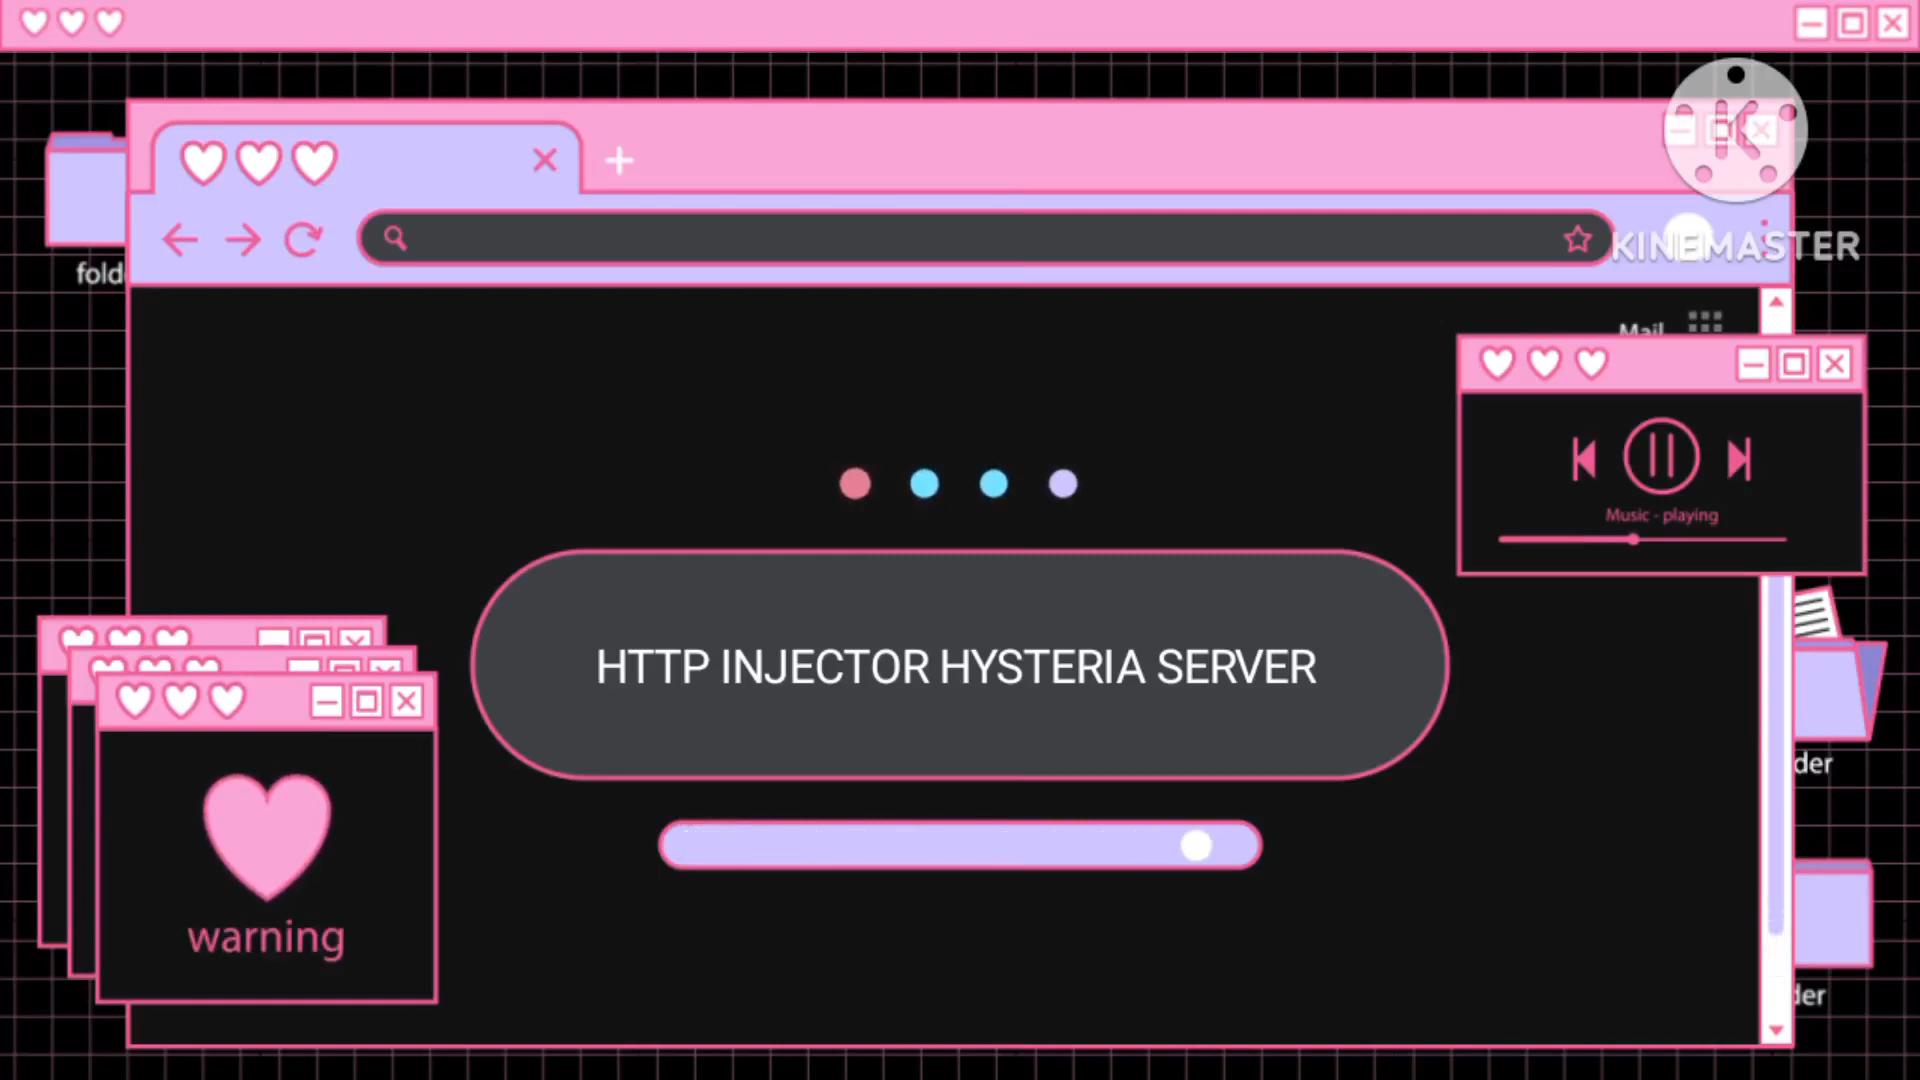 KINEMASTER
fold
Mail
Music - playing
HTTP INJECTOR HYSTERIA SERVER
der
warning
der